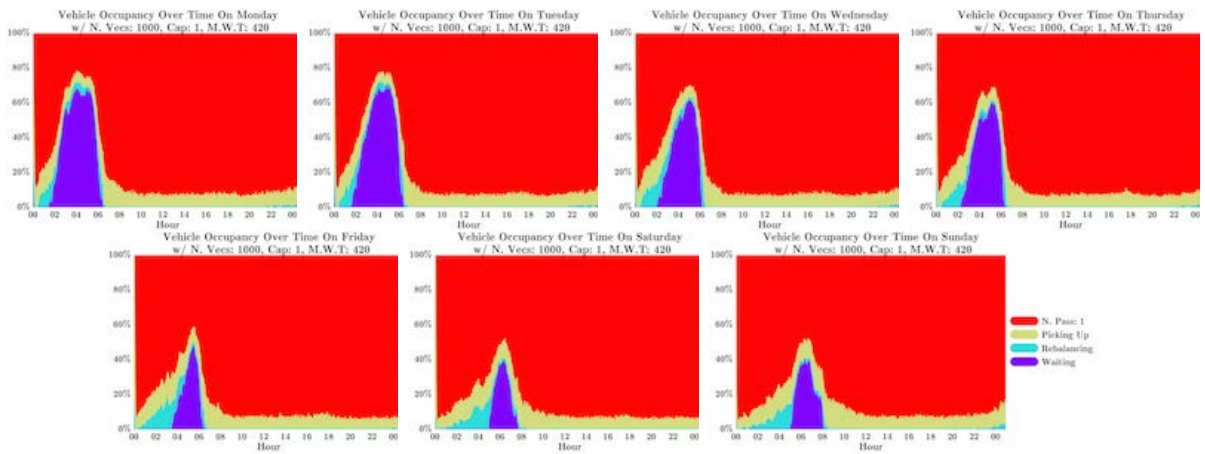 Vehicle Occupancy Over Time On Monday
w/ N. Vecs: 1000, Cap: 1, M.W.T: 420
100%
80%
60%
40%
20%
0%
00 02 04 06 08 10 12 14 16 18 20 22 00
Hour
Vehicle Occupancy Over Time On Tuesday
w/ N. Vecs: 1000, Cap: 1, M.W.T: 420
100%
80%
60%
40%
20%
0%
00 02 04 06 08 10 12 14 16 18 20 22 00
Hour
Vehicle Occupancy Over Time On Wednesday
w/ N. Vecs: 1000, Cap: 1, M.W.T: 420
100%
80%
60%
40%
20%
0%
00 02 04 06 08 10 12 14 16 18 20 22 00
Hour
Vehicle Occupancy Over Time On Thursday
w/ N. Vecs: 1000, Cap: 1, M.W.T: 420
100%
80%
60%
40%
20%
0%
00 02 04 06 08 10 12 14 16 18 20 22 00
Hour
Vehicle Occupancy Over Time On Friday
w/ N. Vecs: 1000, Cap: 1, M.W.T: 420
100%
80%
60%
40%
20%
0%
00 02 04 06 08 10 12 14 16 18 20 22 00
Hour
Vehicle Occupancy Over Time On Saturday
w/ N. Vecs: 1000, Cap: 1, M.W.T: 420
100%
80%
60%
40%
20%
0%
00 02 04 06 08 10 12 14 16 18 20 22 00
Hour
Vehicle Occupancy Over Time On Sunday
w/ N. Vecs: 1000, Cap: 1, M.W.T: 420
100%
80%
60%
40%
20%
0%
00 02 04 06 08 10 12 14 16 18 20 22 00
Hour
N. Pass: 1
Picking Up
Rebalancing
Waiting